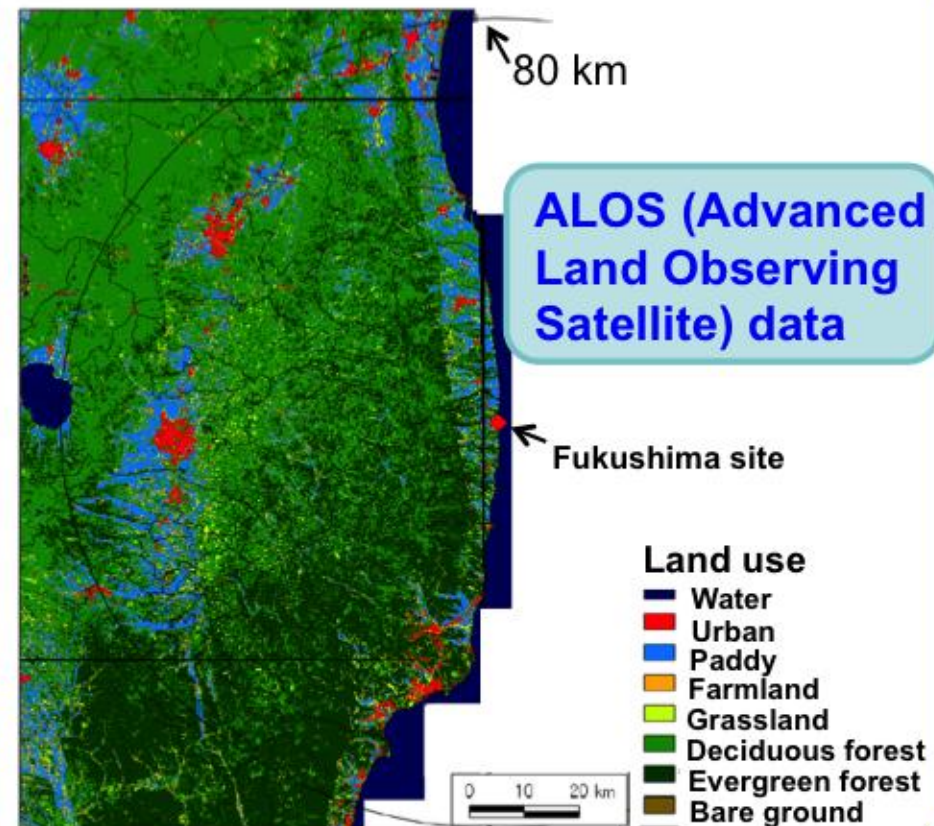 80 km
ALOS (Advanced
Land Observing
Satellite) data
Fukushima site
Land use
Water
Urban
Paddy
Farmland
Grassland
Deciduous forest
Evergreen forest
Bare ground
0 10 20 km